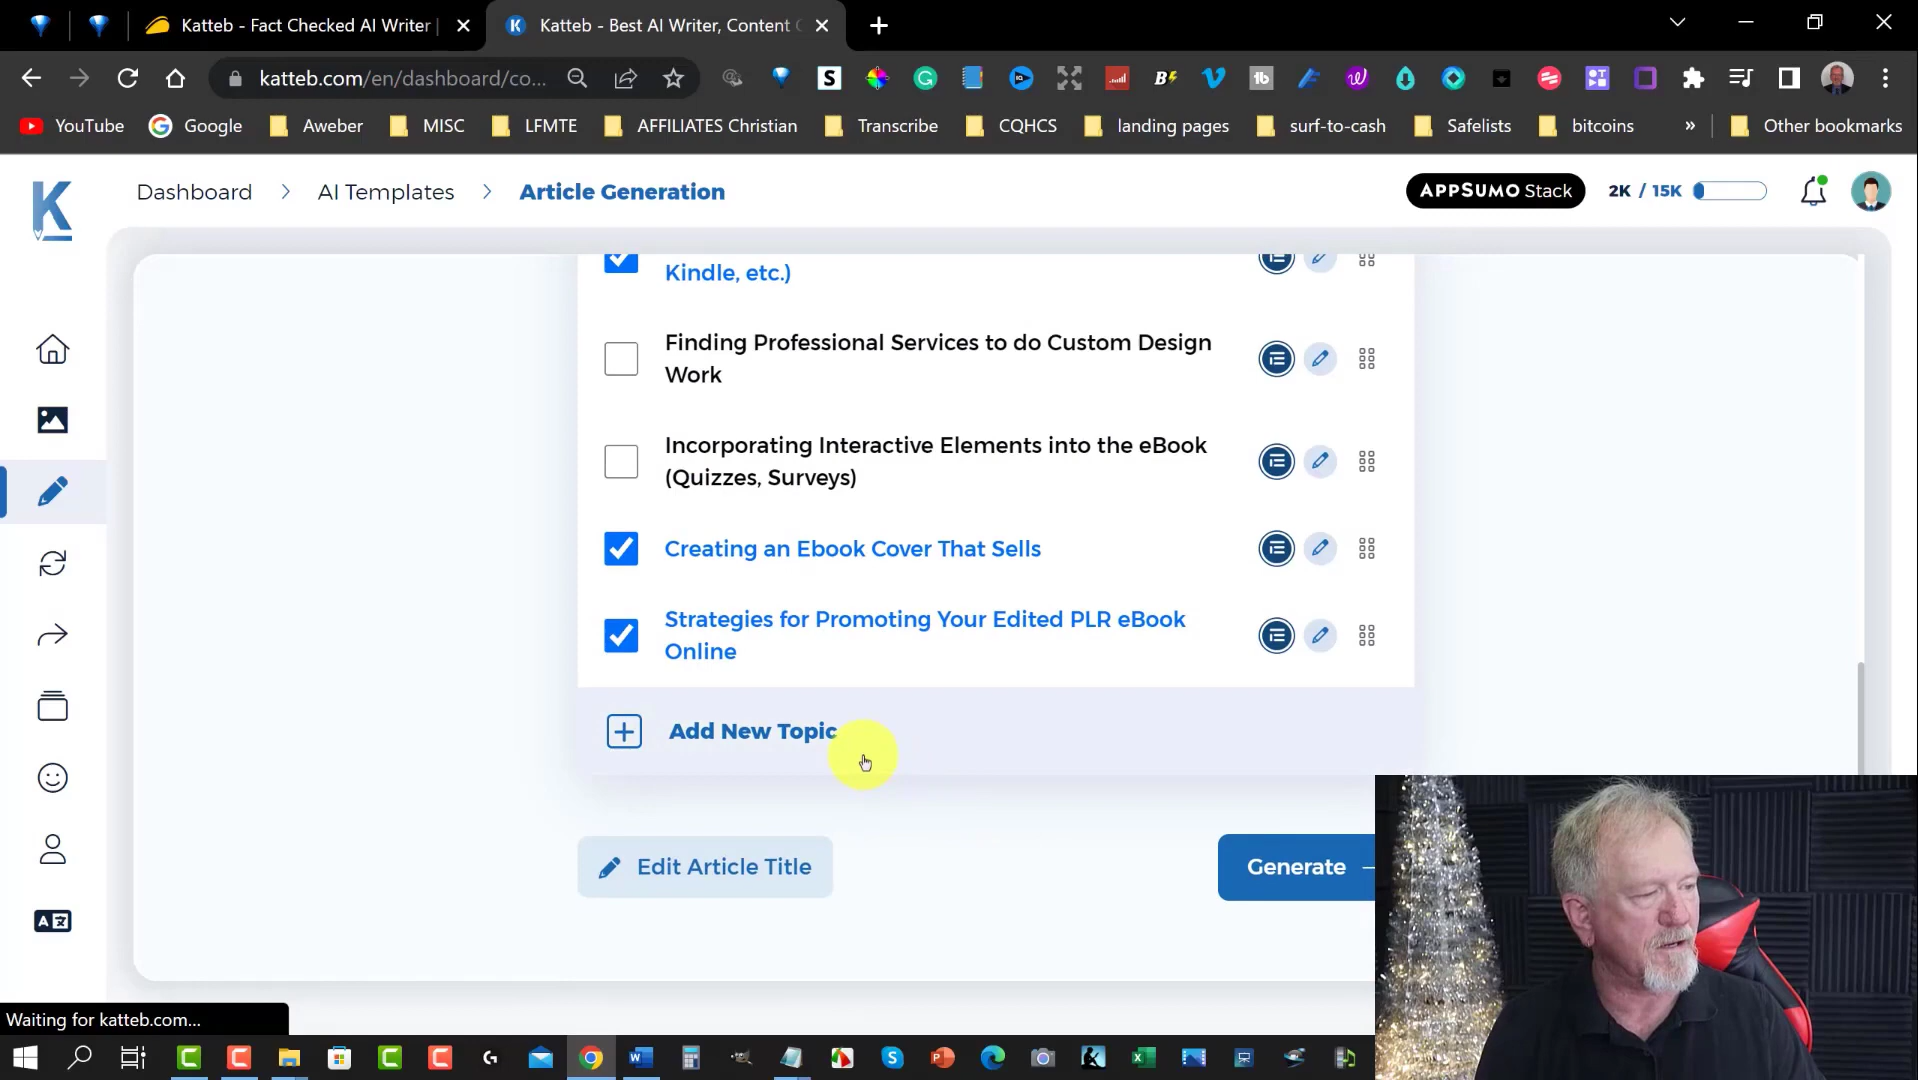 Katteb - Fact Checked AI Writer |
Katteb - Best AI Writer, Content
katteb.com/en/dashboard/co...
YouTube
Google
Aweber
MISC
LFMTE
AFFILIATES Christian
Transcribe
CQHCS
landing pages
surf-to-cash
Safelists
bitcoins
»
Other bookmarks
Dashboard > AI Templates > Article Generation
APPSUMO Stack
2K / 15K
Kindle, etc.)
Finding Professional Services to do Custom Design
Work
Incorporating Interactive Elements into the eBook
(Quizzes, Surveys)
Creating an Ebook Cover That Sells
Strategies for Promoting Your Edited PLR eBook
Online
Add New Topic
Edit Article Title
Generate
Waiting for katteb.com...